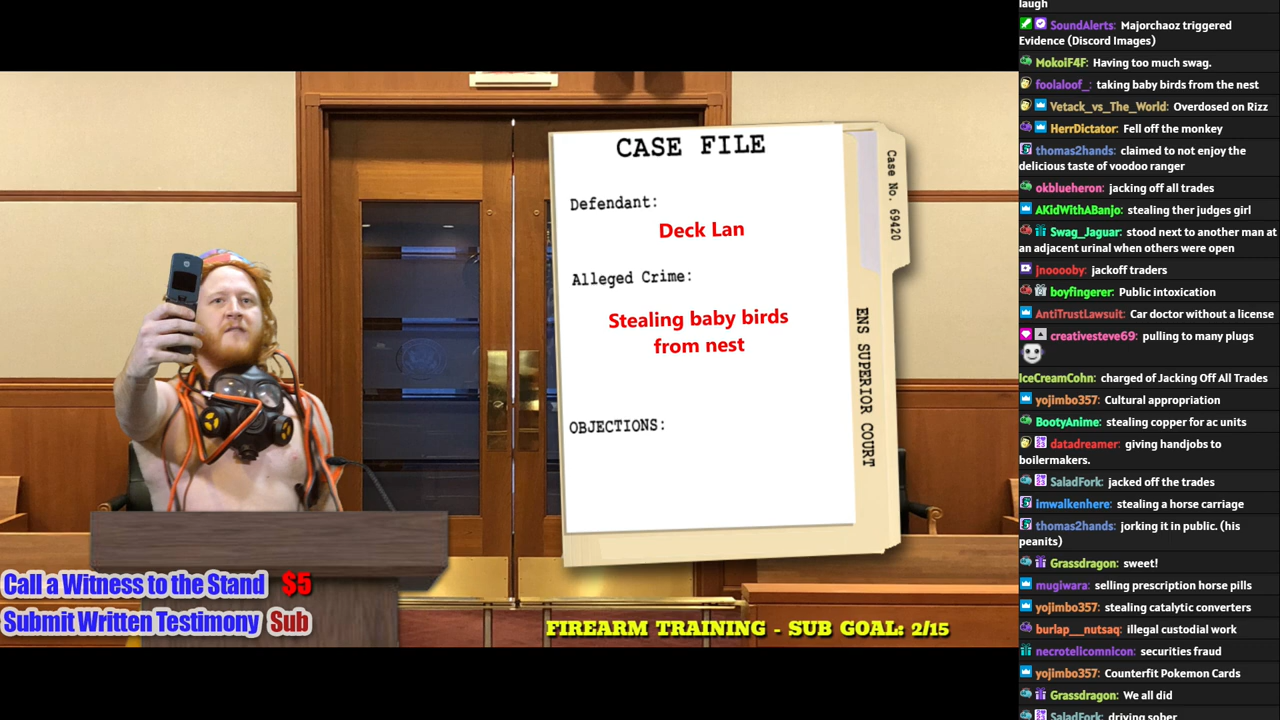 CASE FILE
Defendant:
Deck Lan
Alleged Crime:
Stealing baby birds
from nest
OBJECTIONS:
Case No. 69420
ENS SUPERIOR COURT
Call a Witness to the Stand $5
Submit Written Testimony Sub
FIREARM TRAINING - SUB GOAL: 2/15
laugh
SoundAlerts: Majorchaoz triggered
Evidence (Discord Images)
MokoiF4F: Having too much swag.
foolaloof_: taking baby birds from the nest
Vetack_vs_The_World: Overdosed on Rizz
HerrDictator: Fell off the monkey
thomas2hands: claimed to not enjoy the
delicious taste of voodoo ranger
okblueheron: jacking off all trades
AKidWithABanjo: stealing ther judges girl
Swag_Jaguar: stood next to another man at
an adjacent urinal when others were open
jnooooby: jackoff traders
boyfingerer: Public intoxication
AntiTrustLawsuit: Car doctor without a license
creativesteve69: pulling to many plugs
IceCreamCohn: charged of Jacking Off All Trades
yojimbo357: Cultural appropriation
BootyAnime: stealing copper for ac units
datadreamer: giving handjobs to
boilermakers.
SaladFork: jacked off the trades
imwalkenhere: stealing a horse carriage
thomas2hands: jorking it in public. (his
peanits)
Grassdragon: sweet!
mugiwara: selling prescription horse pills
yojimbo357: stealing catalytic converters
burlap__nutsaq: illegal custodial work
necrotelicomnicon: securities fraud
yojimbo357: Counterfit Pokemon Cards
Grassdragon: We all did
SaladFork: driving sober